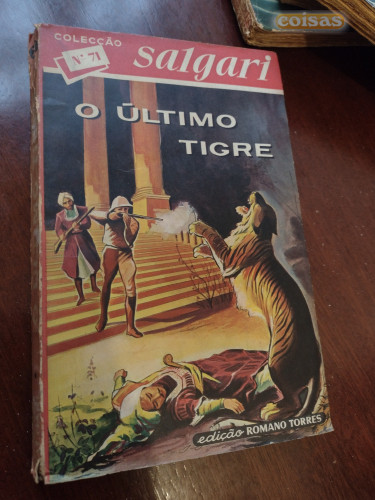 coisas
COLECÇÃO
Nº 71
salgari
O ÚLTIMO
TIGRE
edição ROMANO TORRES